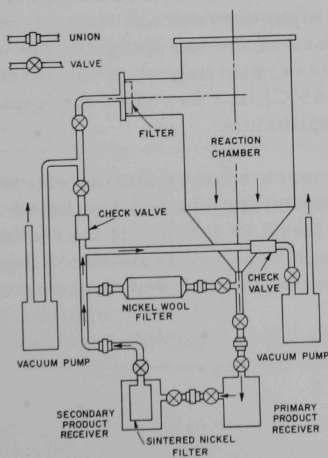 UNION
VALVE
FILTER
REACTION
CHAMBER
CHECK VALVE
CHECK
VALVE
NICKEL WOOL
FILTER
VACUUM PUMP
VACUUM PUMP
SECONDARY
PRODUCT
RECEIVER
PRIMARY
PRODUCT
RECEIVER
SINTERED NICKEL
FILTER